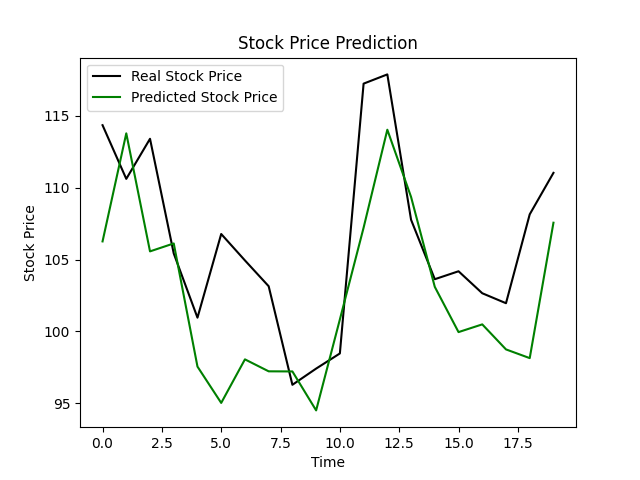 Stock Price Prediction
Real Stock Price
Predicted Stock Price
Stock Price
115
110
105
100
95
0.0 2.5 5.0 7.5 10.0 12.5 15.0 17.5
Time